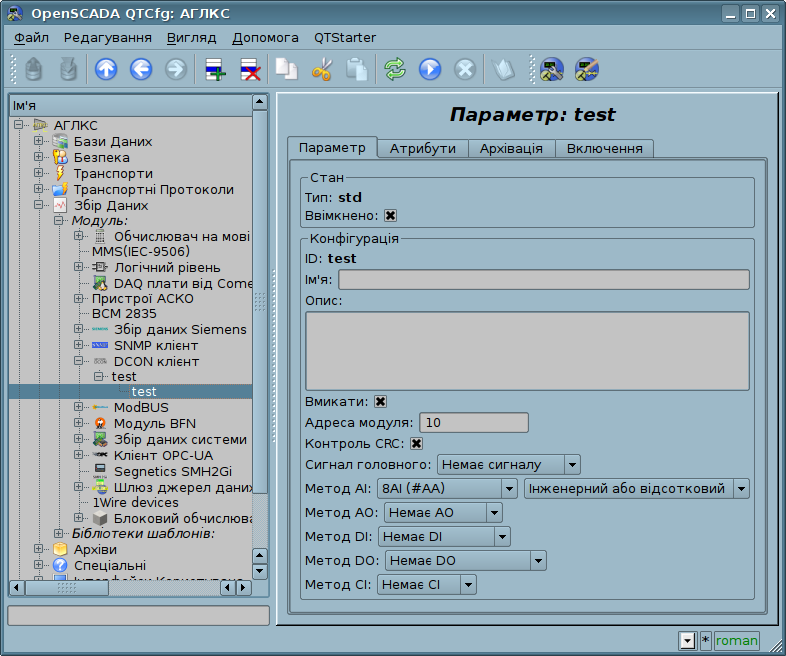 OpenSCADA QTCfg: АГЛКС
Файл Редагування Вигляд Допомога QTStarter
Ім'я
АГЛКС
Бази Даних
Безпека
Транспорти
Транспортні Протоколи
Збір Даних
Модуль:
Обчислювач на мові
MMS(IEC-9506)
Логічний рівень
DAQ плати від Come
Пристрої АСКО
BCM 2835
Збір даних Siemens
SNMP клієнт
DCON клієнт
test
test
ModBUS
Модуль BFN
Збір даних системи
Клієнт OPC-UA
Segnetics SMH2Gi
Шлюз джерел даних
1Wire devices
Блоковий обчислюва
Бібліотеки шаблонів:
Архіви
Спеціальні
Параметр: test
Параметр Атрибути Архівація Включення
Стан
Тип: std
Ввімкнено:
Конфігурація
ID: test
Ім'я:
Опис:
Вмикати:
Адреса модуля: 10
Контроль CRC:
Сигнал головного: Немає сигналу
Метод AI: 8AI (#AA) Інженерний або відсотковий
Метод AO: Немає AO
Метод DI: Немає DI
Метод DO: Немає DO
Метод CI: Немає CI
* roman